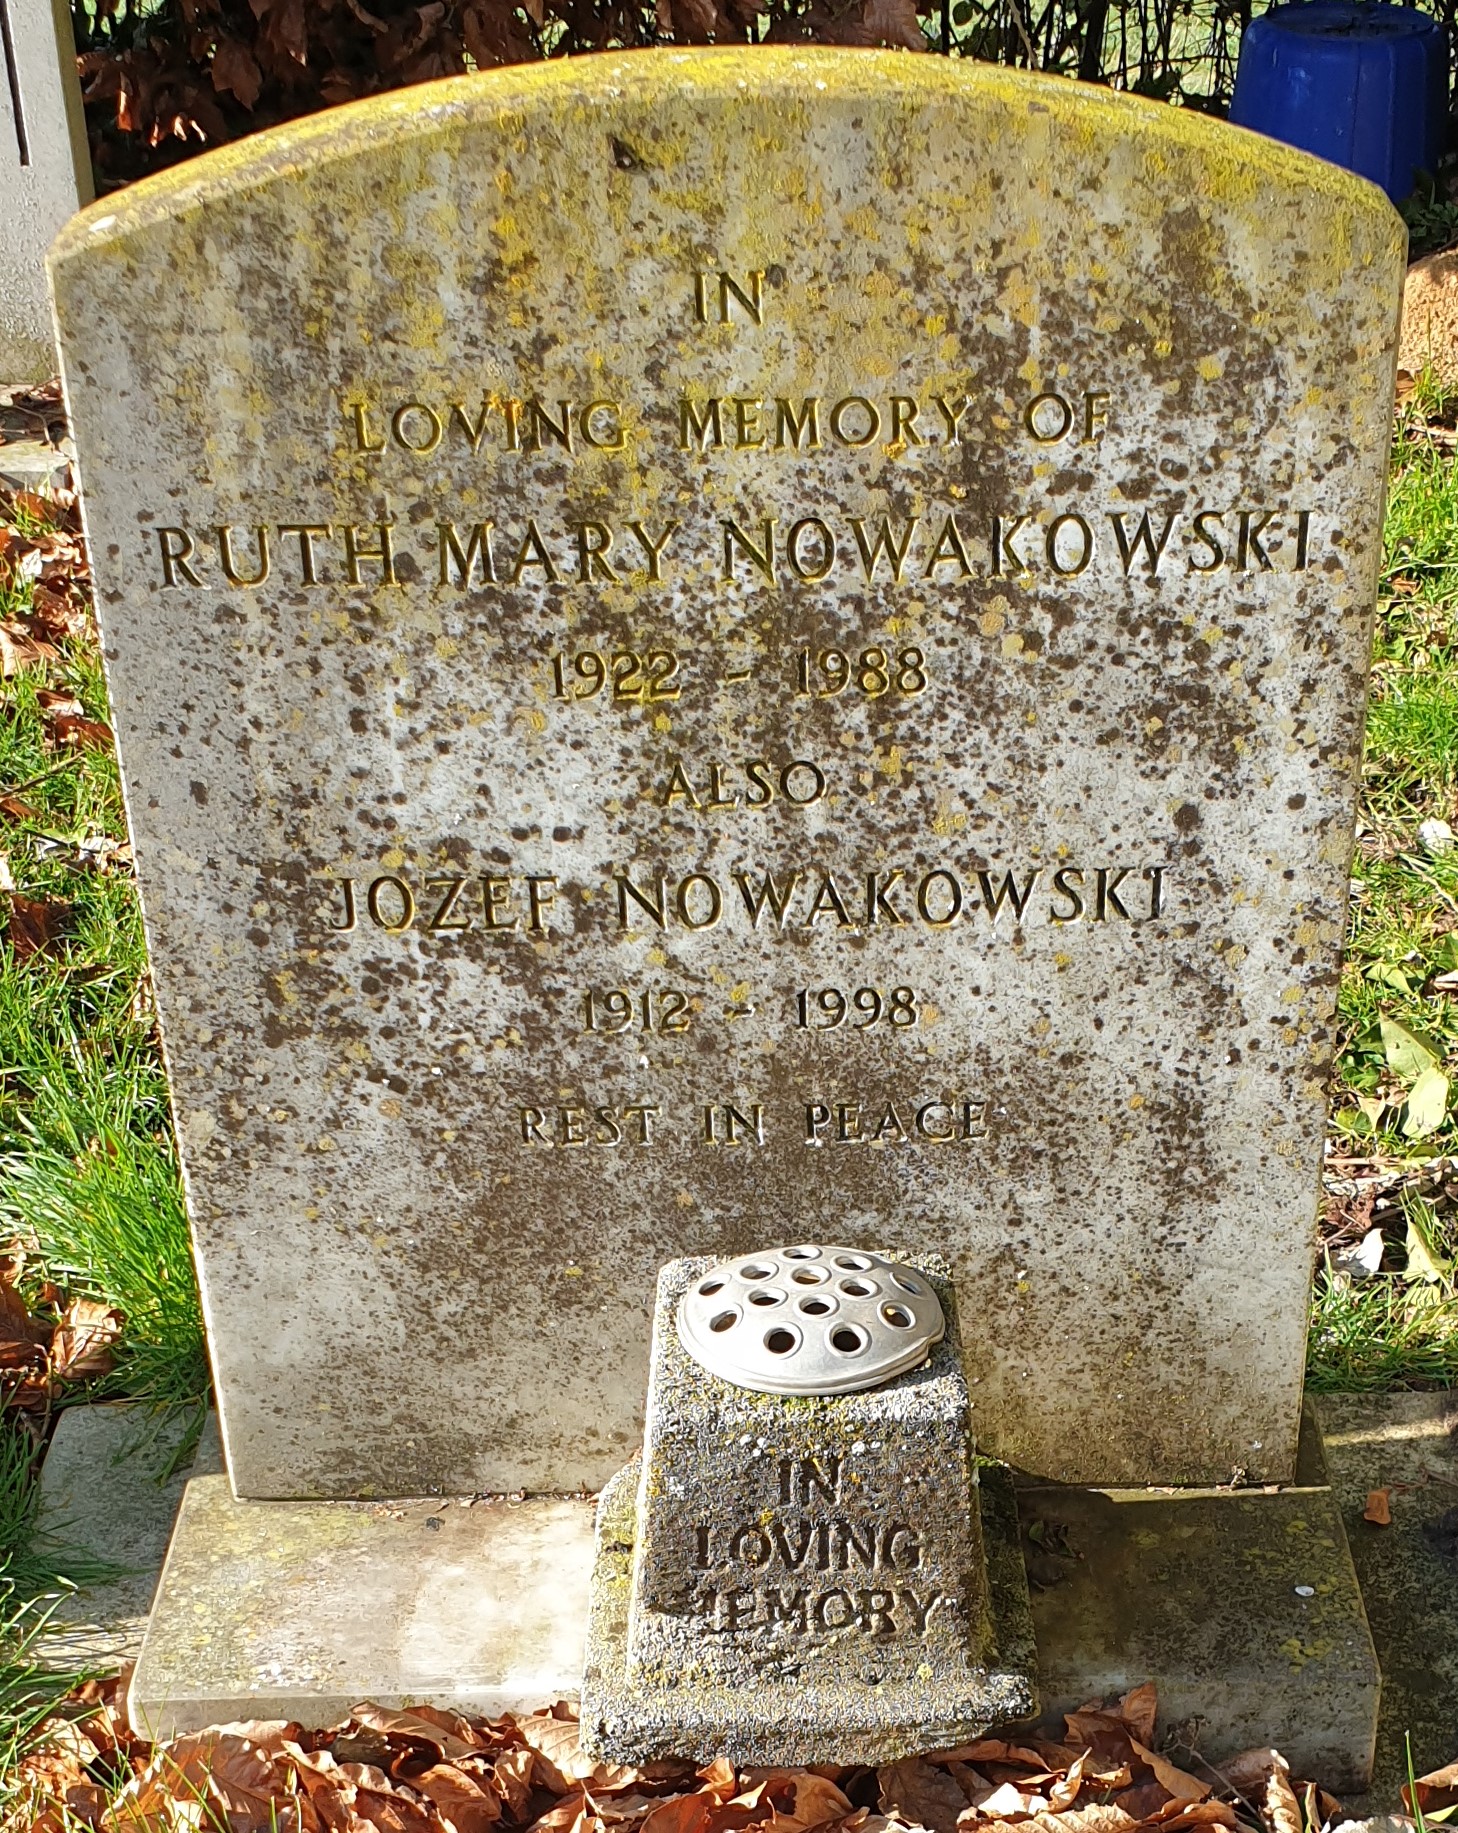 IN
LOVING MEMORY OF
RUTH MARY NOWAKOWSKI
1922 - 1988
ALSO
JOZEF NOWAKOWSKI
1912 - 1998
REST IN PEACE
IN
LOVING
MEMORY